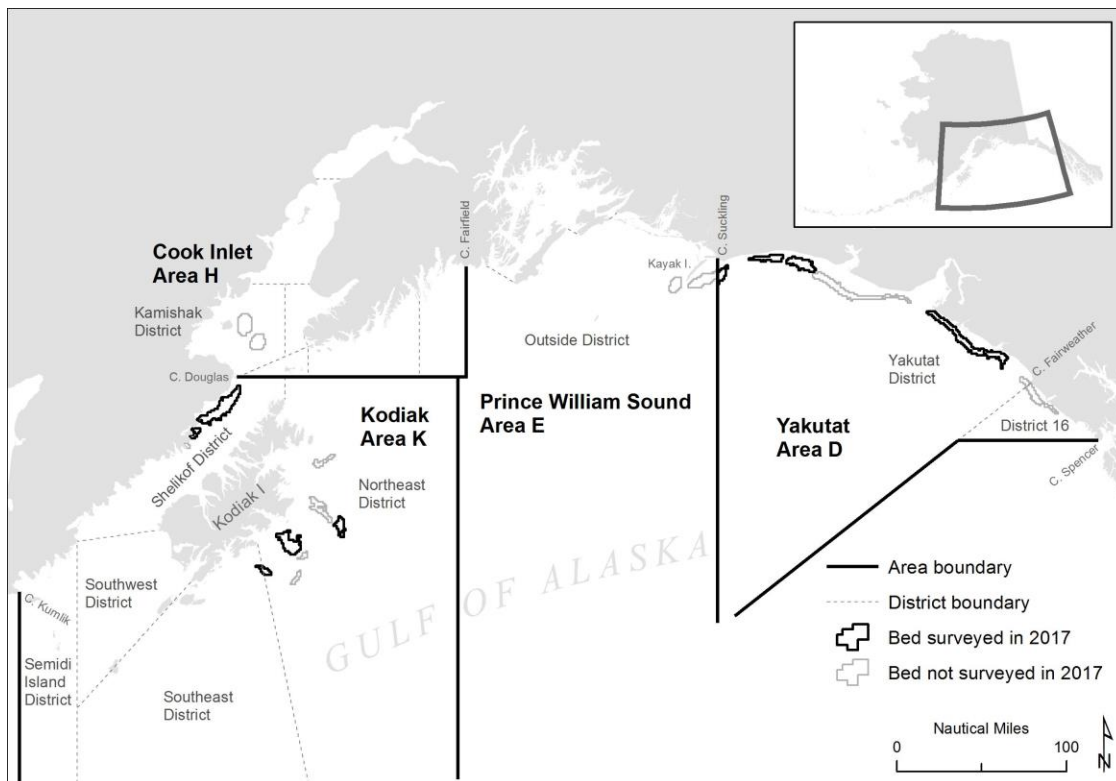 C. Fairfield
C. Suckling
Cook Inlet
Area H
Kayak I.
Kamishak
District
Outside District
C. Fairweather
Yakutat
District
C. Douglas
Kodiak
Area K
Prince William Sound
Area E
Yakutat
Area D
District 16
C. Spencer
Shelikof District
Kodiak I
Northeast
District
GULF OF ALASKA
Southwest
District
C. Kumlik
Semidi
Island
District
Southeast
District
Area boundary
District boundary
Bed surveyed in 2017
Bed not surveyed in 2017
Nautical Miles
0
100
N